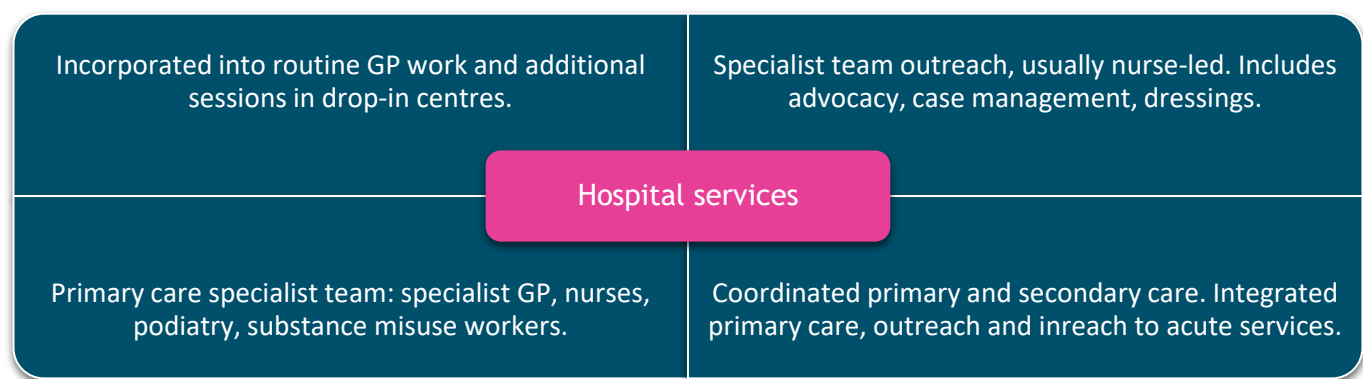 Incorporated into routine GP work and additional
sessions in drop-in centres.
Specialist team outreach, usually nurse-led. Includes
advocacy, case management, dressings.
Hospital services
Primary care specialist team: specialist GP, nurses,
podiatry, substance misuse workers.
Coordinated primary and secondary care. Integrated
primary care, outreach and inreach to acute services.